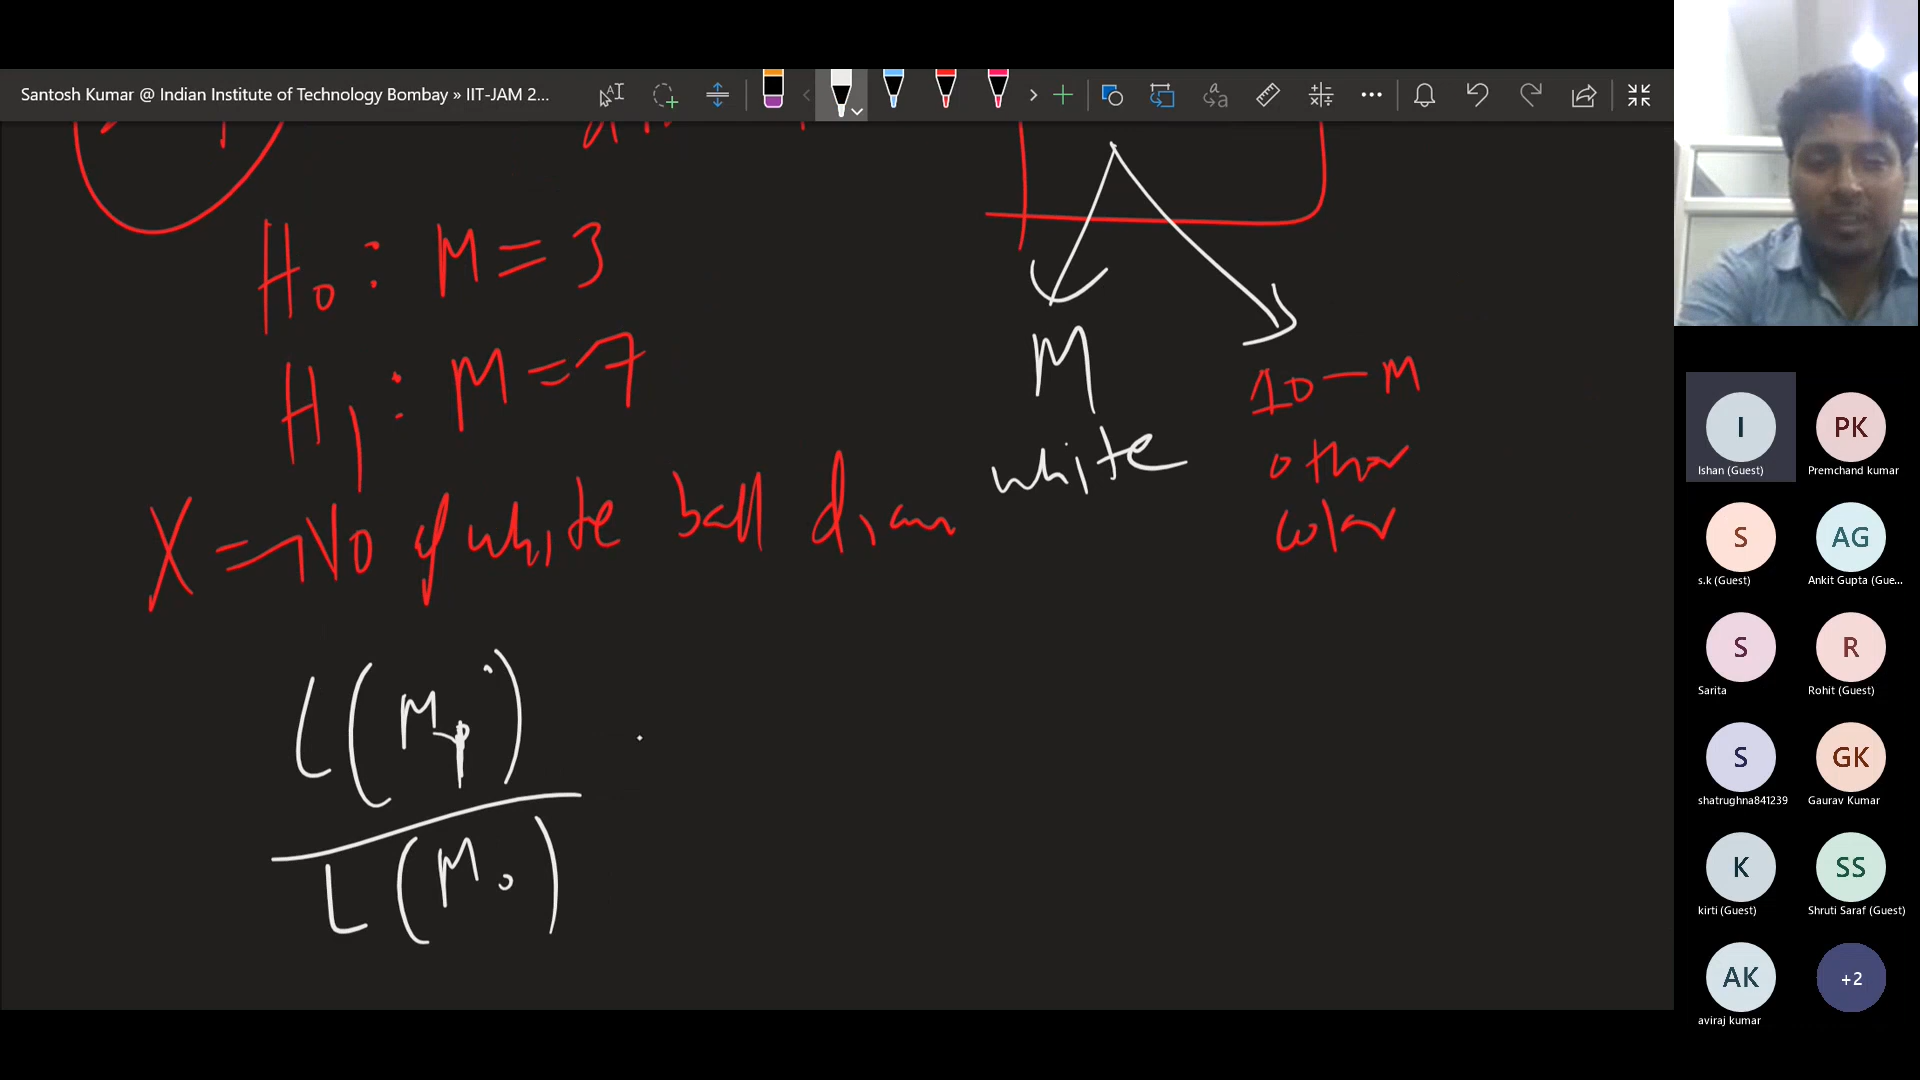 Santosh Kumar @ Indian Institute of Technology Bombay » IIT-JAM 2...
H0 : M = 3
H1 : M = 7
X = No of white ball drawn
M
white
10 - M
other
color
L(M1)
L(M0)
I
Ishan (Guest)
PK
Premchand kumar
S
s.k (Guest)
AG
Ankit Gupta (Gue...
S
Sarita
R
Rohit (Guest)
S
shatrughna841239
GK
Gaurav Kumar
K
kirti (Guest)
SS
Shruti Saraf (Guest)
AK
aviraj kumar
+2